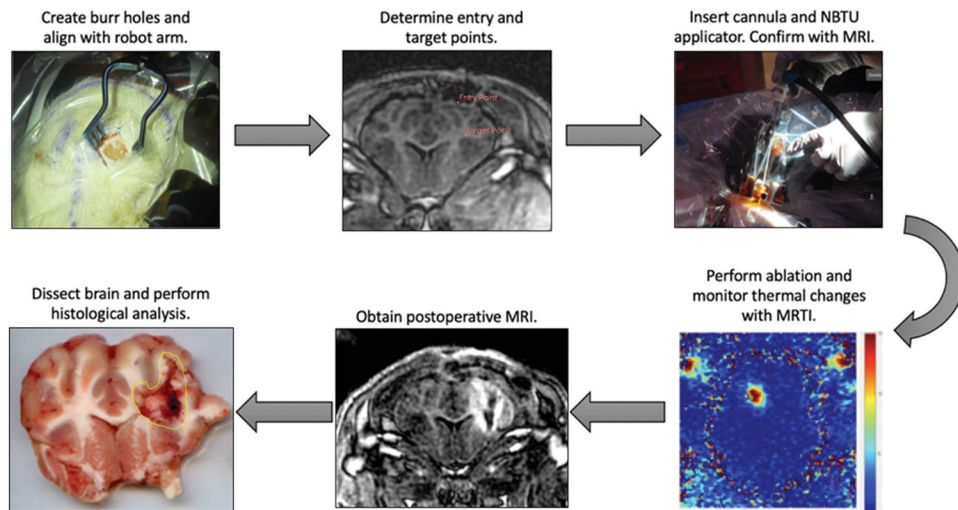 Create burr holes and
align with robot arm.
Determine entry and
target points.
Insert cannula and NBTU
applicator. Confirm with MRI.
Entry Point
Target Point
Perform ablation and
monitor thermal changes
with MRTI.
Obtain postoperative MRI.
Dissect brain and perform
histological analysis.